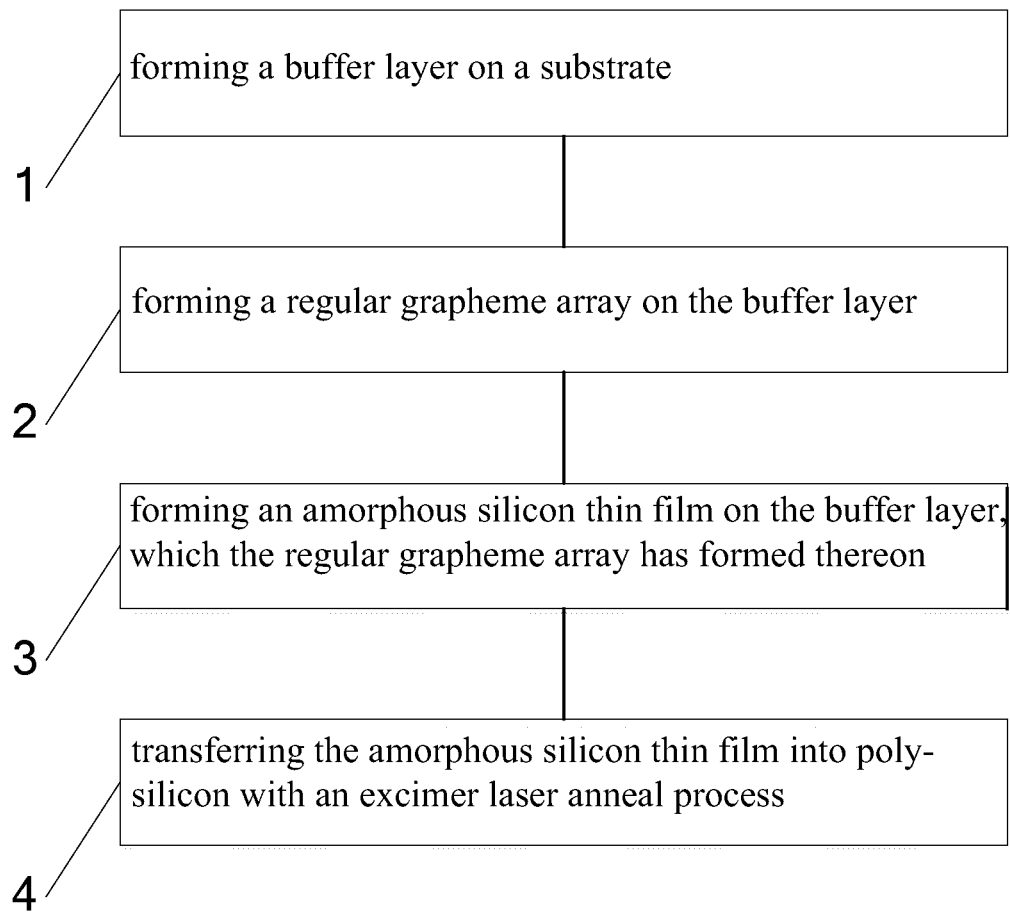 forming a buffer layer on a substrate
1
forming a regular grapheme array on the buffer layer
2
forming an amorphous silicon thin film on the buffer layer,
which the regular grapheme array has formed thereon
3
transferring the amorphous silicon thin film into poly-
silicon with an excimer laser anneal process
4